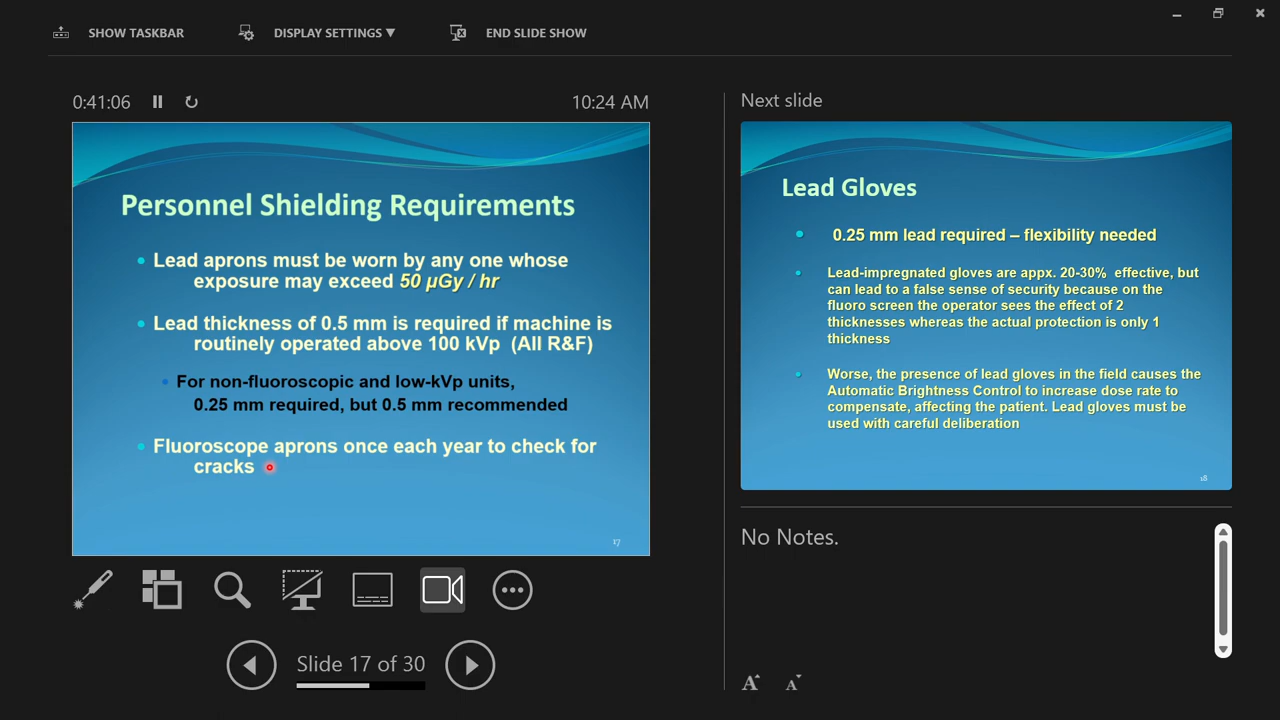 SHOW TASKBAR
DISPLAY SETTINGS ▼
END SLIDE SHOW
0:41:06
10:24 AM
Personnel Shielding Requirements
• Lead aprons must be worn by any one whose
exposure may exceed 50 µGy / hr
• Lead thickness of 0.5 mm is required if machine is
routinely operated above 100 kVp (All R&F)
• For non-fluoroscopic and low-kVp units,
0.25 mm required, but 0.5 mm recommended
• Fluoroscope aprons once each year to check for
cracks
17
Slide 17 of 30
Next slide
Lead Gloves
• 0.25 mm lead required – flexibility needed
• Lead-impregnated gloves are appx. 20-30% effective, but
can lead to a false sense of security because on the
fluoro screen the operator sees the effect of 2
thicknesses whereas the actual protection is only 1
thickness
• Worse, the presence of lead gloves in the field causes the
Automatic Brightness Control to increase dose rate to
compensate, affecting the patient. Lead gloves must be
used with careful deliberation
18
No Notes.
A A